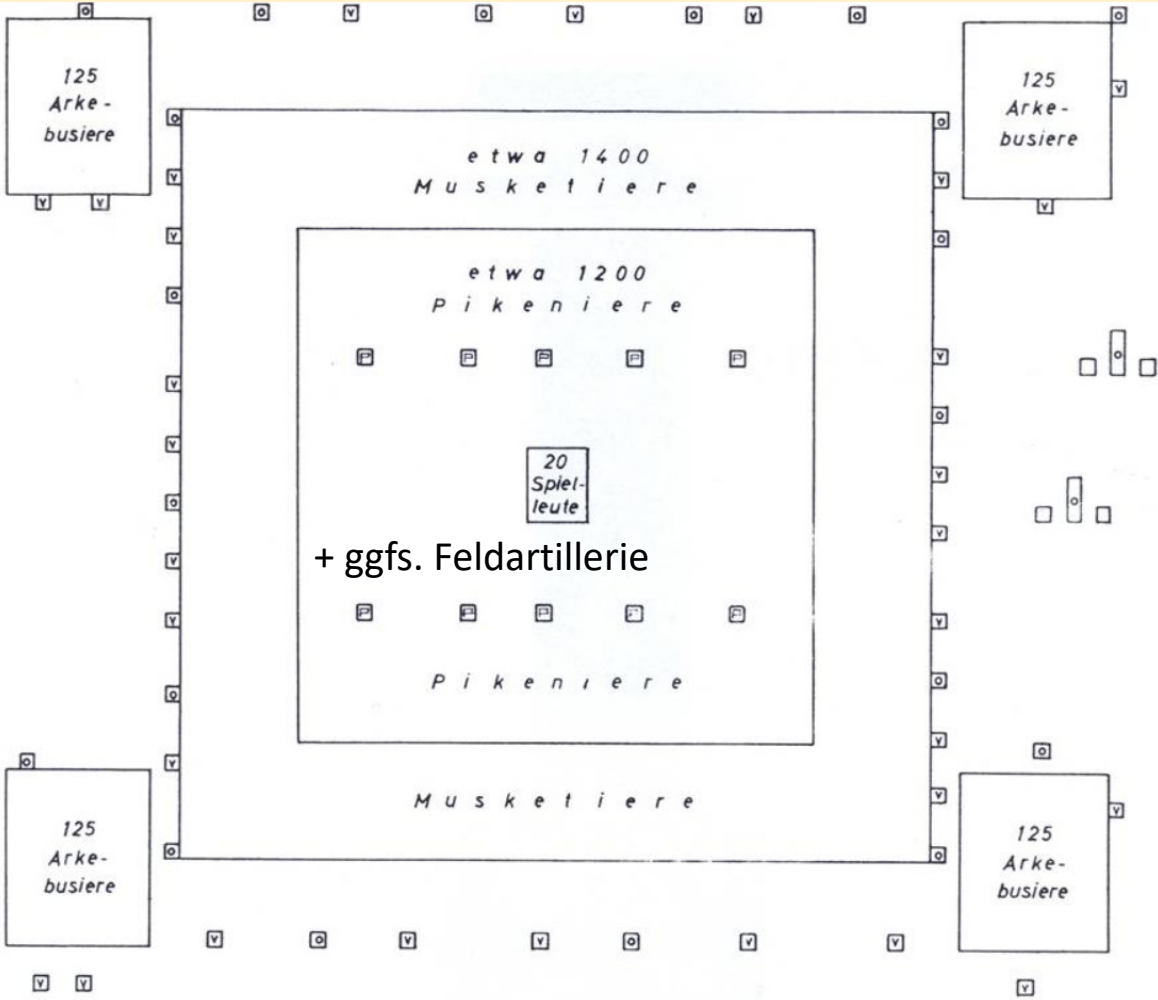 125
Arke-
busiere
125
Arke-
busiere
etwa 1400
Musketiere
etwa 1200
Pikeniere
20
Spiel-
leute
+ ggfs. Feldartillerie
Pikeniere
Musketiere
125
Arke-
busiere
125
Arke-
busiere